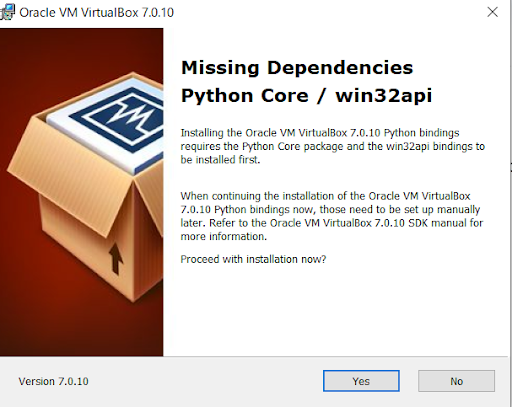 Oracle VM VirtualBox 7.0.10
Missing Dependencies
Python Core / win32api
Installing the Oracle VM VirtualBox 7.0.10 Python bindings
requires the Python Core package and the win32api bindings to
be installed first.
When continuing the installation of the Oracle VM VirtualBox
7.0.10 Python bindings now, those need to be set up manually
later. Refer to the Oracle VM VirtualBox 7.0.10 SDK manual for
more information.
Proceed with installation now?
Version 7.0.10
Yes
No